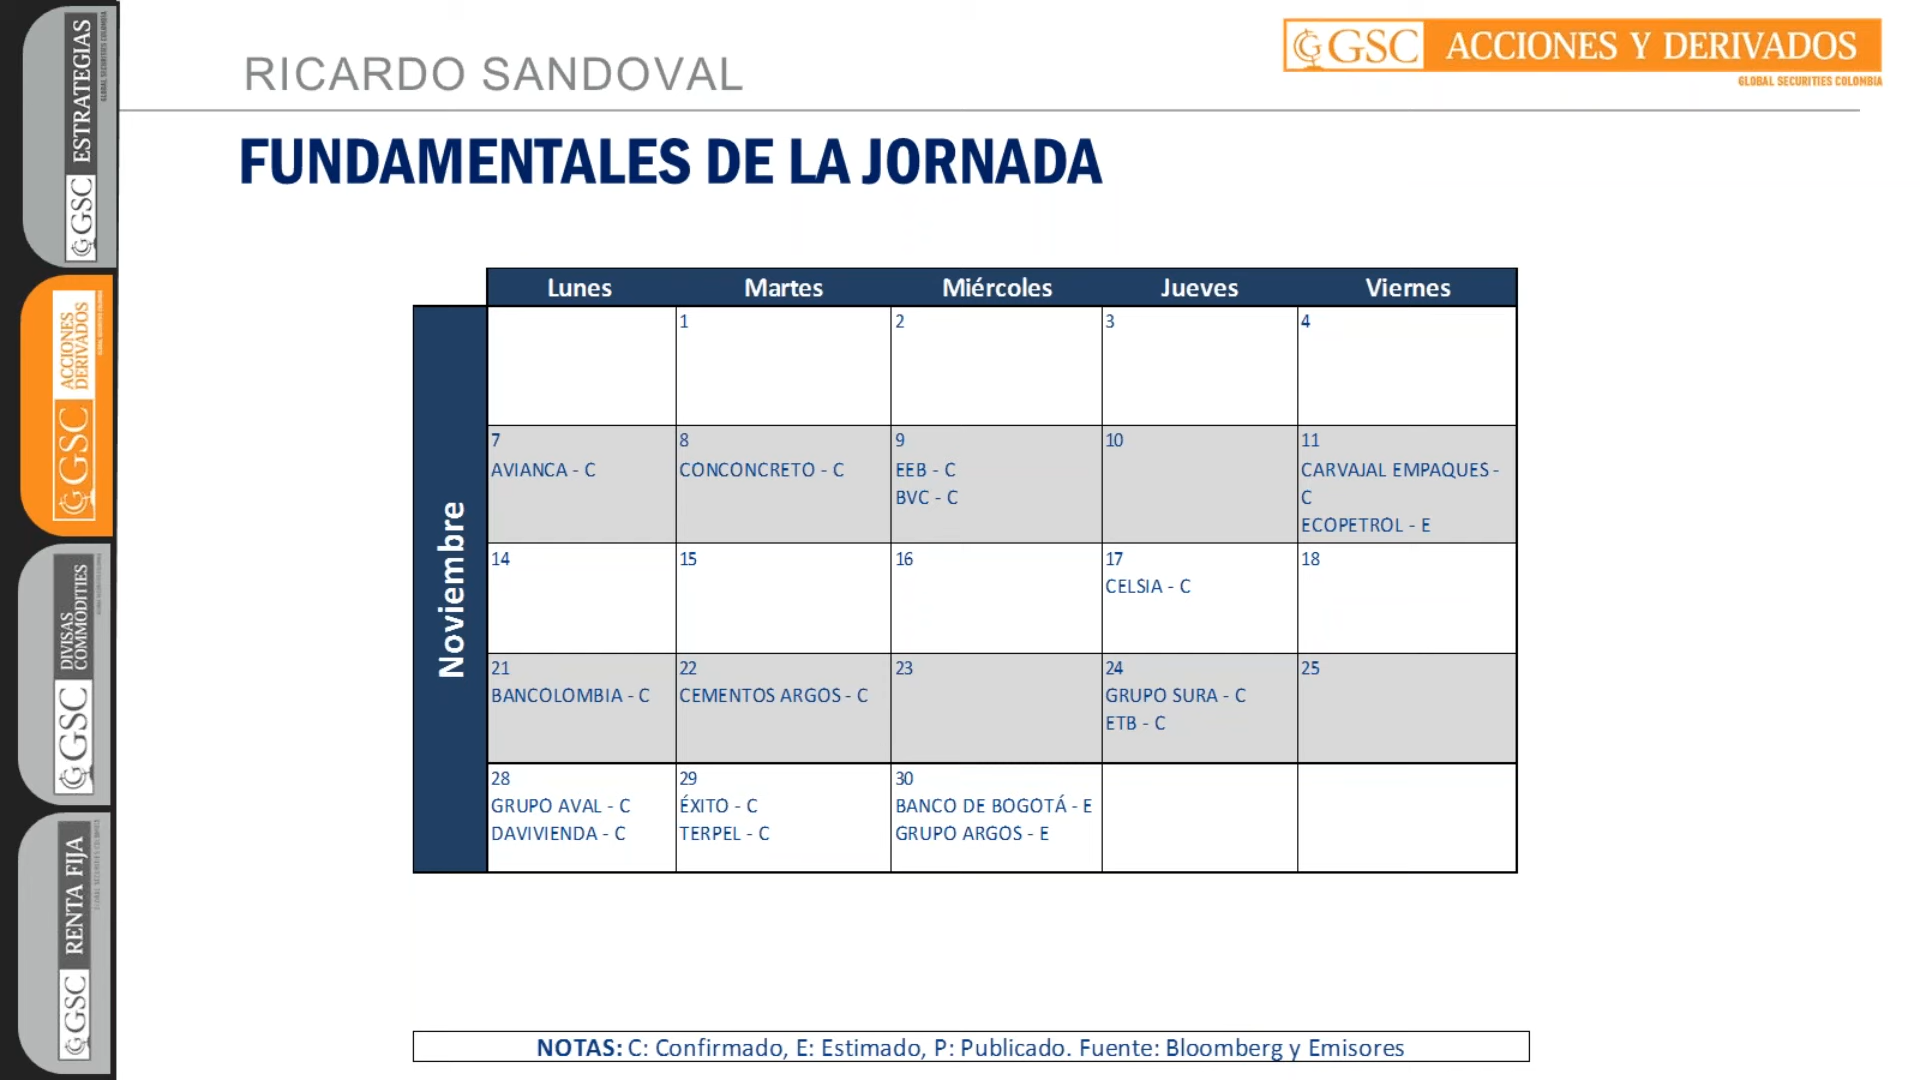 RICARDO SANDOVAL
GSC ACCIONES Y DERIVADOS
GLOBAL SECURITIES COLOMBIA
FUNDAMENTALES DE LA JORNADA
GSC ESTRATEGIAS
GSC ACCIONES
DERIVADOS
GSC DIVISAS
COMMODITIES
GSC RENTA FIJA
Lunes Martes Miércoles Jueves Viernes
Noviembre
1 2 3 4
7 8 9 10 11
AVIANCA - C CONCONCRETO - C EEB - C CARVAJAL EMPAQUES -
BVC - C C
ECOPETROL - E
14 15 16 17 18
CELSIA - C
21 22 23 24 25
BANCOLOMBIA - C CEMENTOS ARGOS - C GRUPO SURA - C
ETB - C
28 29 30
GRUPO AVAL - C ÉXITO - C BANCO DE BOGOTÁ - E
DAVIVIENDA - C TERPEL - C GRUPO ARGOS - E
NOTAS: C: Confirmado, E: Estimado, P: Publicado. Fuente: Bloomberg y Emisores